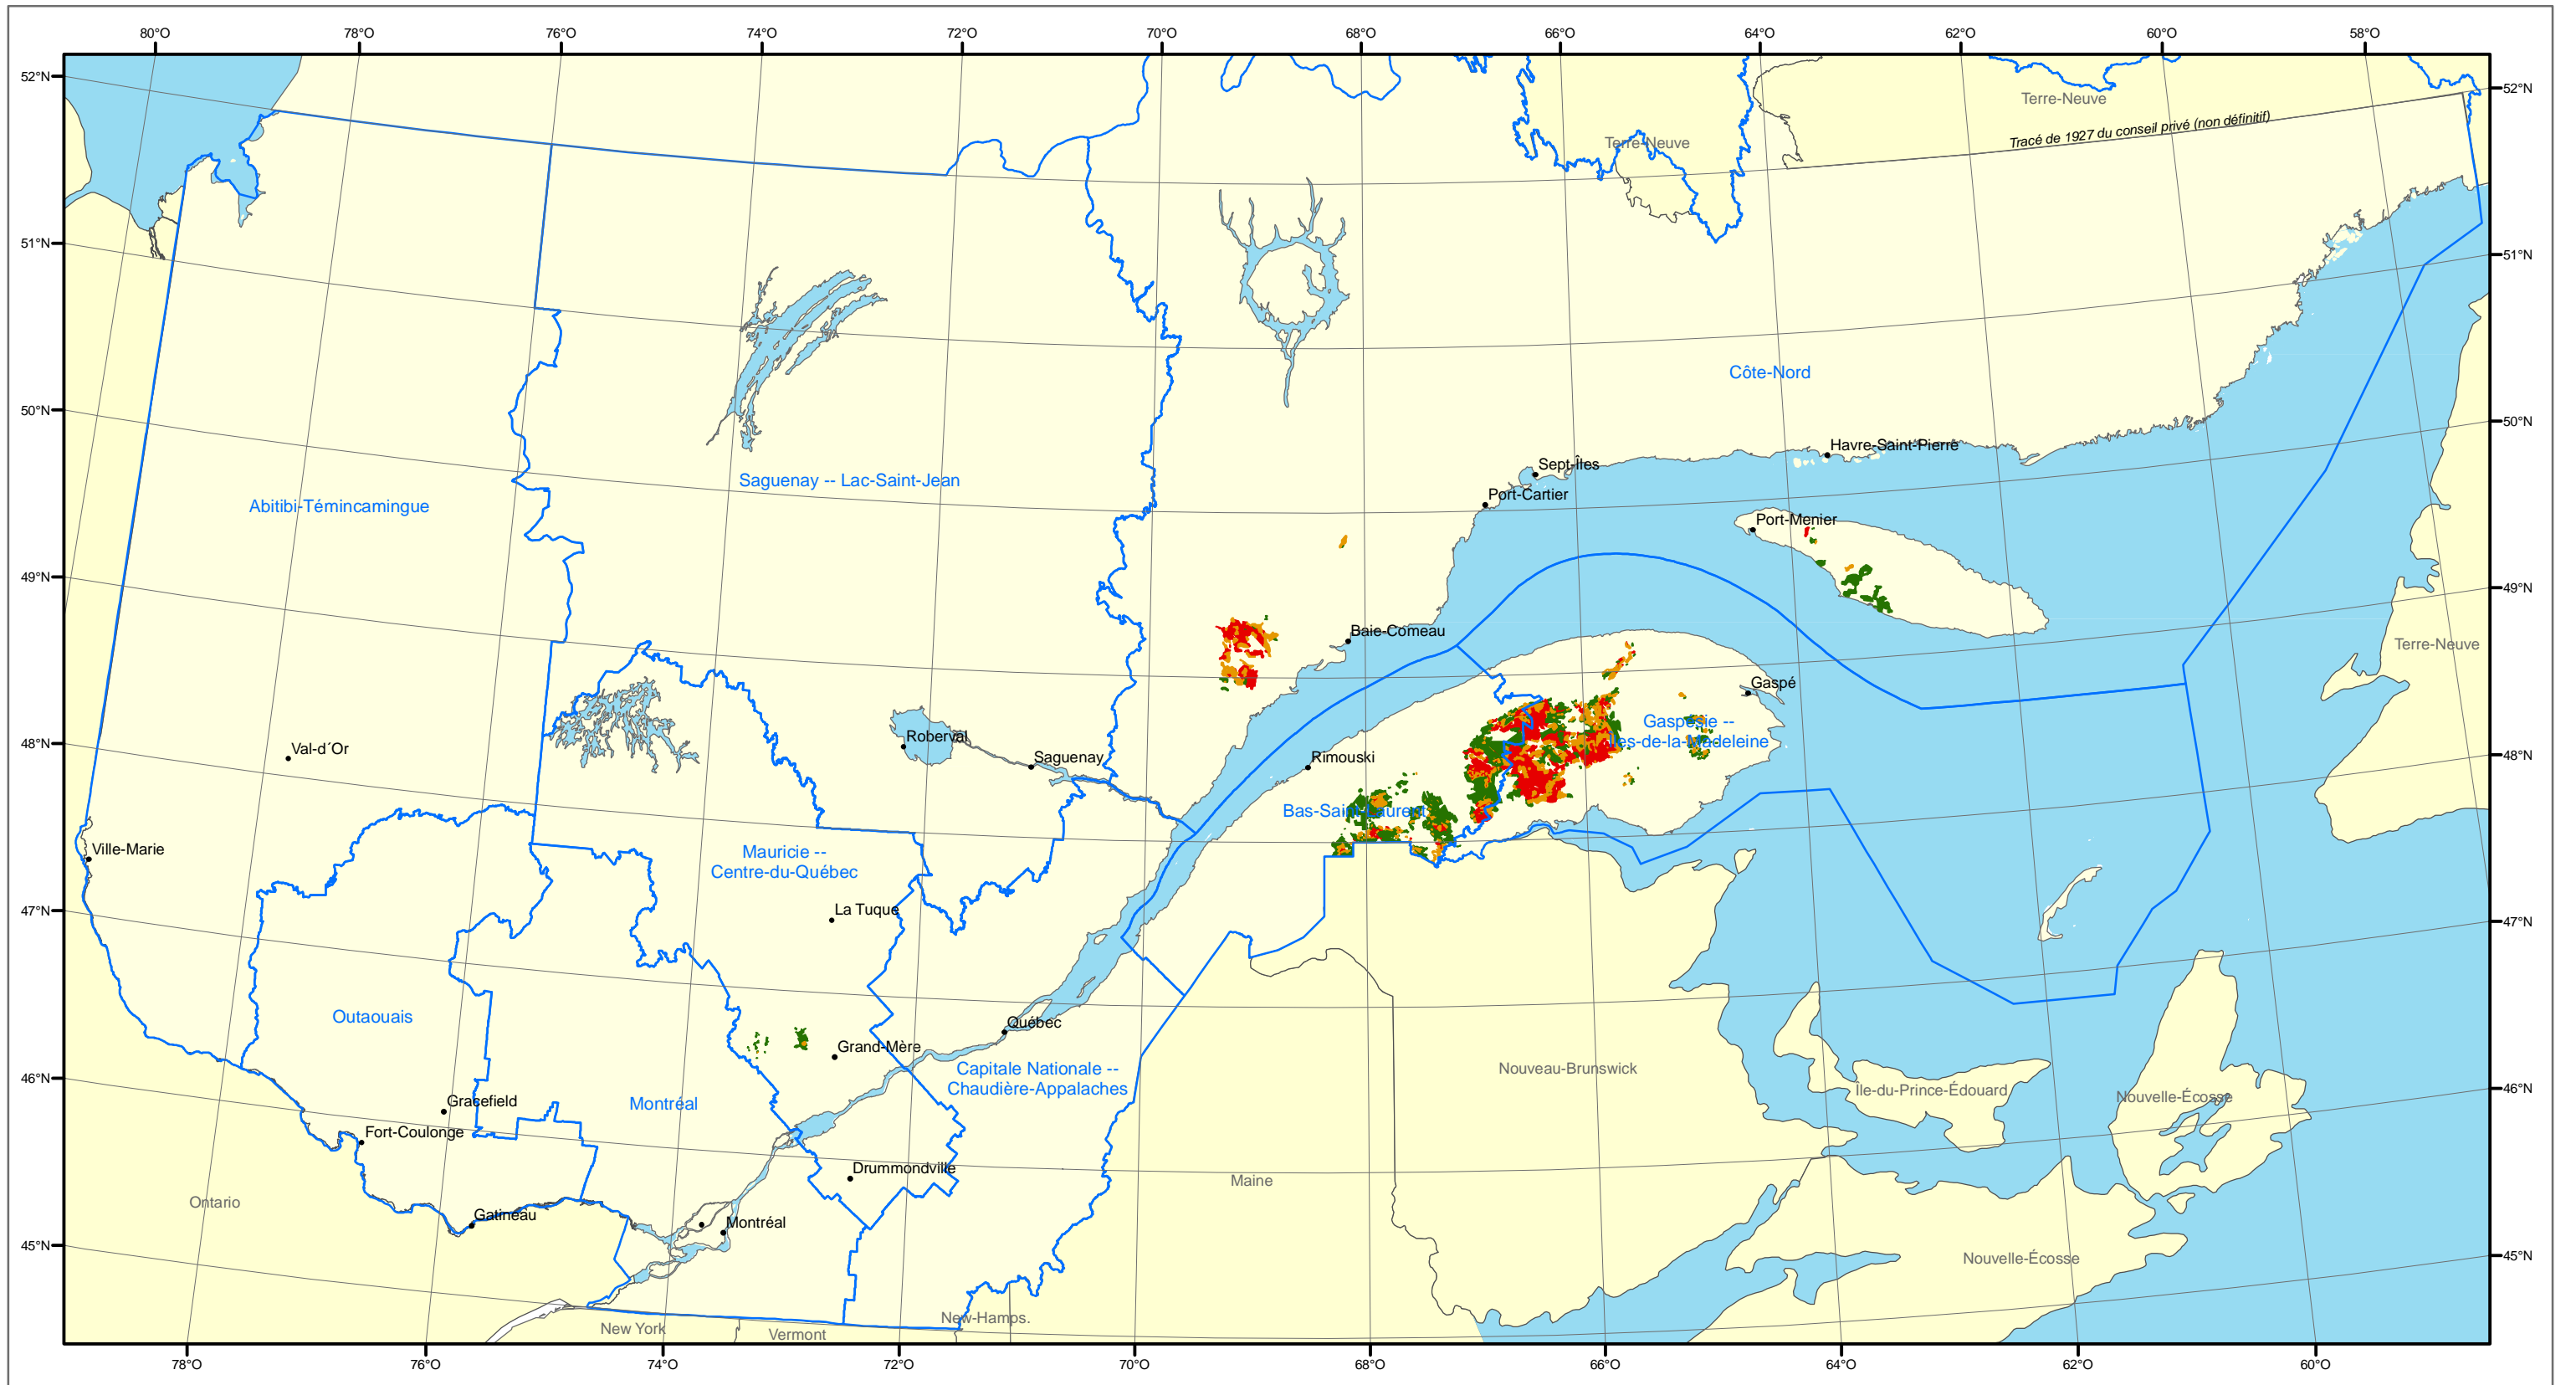 80°O 78°O 76°O 74°O 72°O 70°O 68°O 66°O 64°O 62°O 60°O 58°O
52°N
52°N
Terre-Neuve
Tracé de 1927 du conseil privé (non définitif)
Terre-Neuve
51°N
51°N
Côte-Nord
50°N
50°N
Havre-Saint-Pierre
Sept-Îles
Saguenay -- Lac-Saint-Jean
Port-Cartier
Abitibi-Témincamingue
Port-Menier
49°N
49°N
Baie-Comeau
Terre-Neuve
Gaspé
Gaspésie --
Îles-de-la-Madeleine
Roberval
48°N
Val-d´Or
Saguenay
Rimouski
48°N
Bas-Saint-Laurent
Ville-Marie
Mauricie --
Centre-du-Québec
47°N
La Tuque
47°N
Outaouais
Québec
Grand-Mère
Capitale Nationale --
Chaudière-Appalaches
Nouveau-Brunswick
46°N
46°N
Île-du-Prince-Édouard
Nouvelle-Écosse
Gracefield
Montréal
Fort-Coulonge
Drummondville
Maine
Ontario
Gatineau
Montréal
45°N
45°N
Nouvelle-Écosse
New-Hamps.
New York
Vermont
78°O 76°O 74°O 72°O 70°O 68°O 66°O 64°O 62°O 60°O